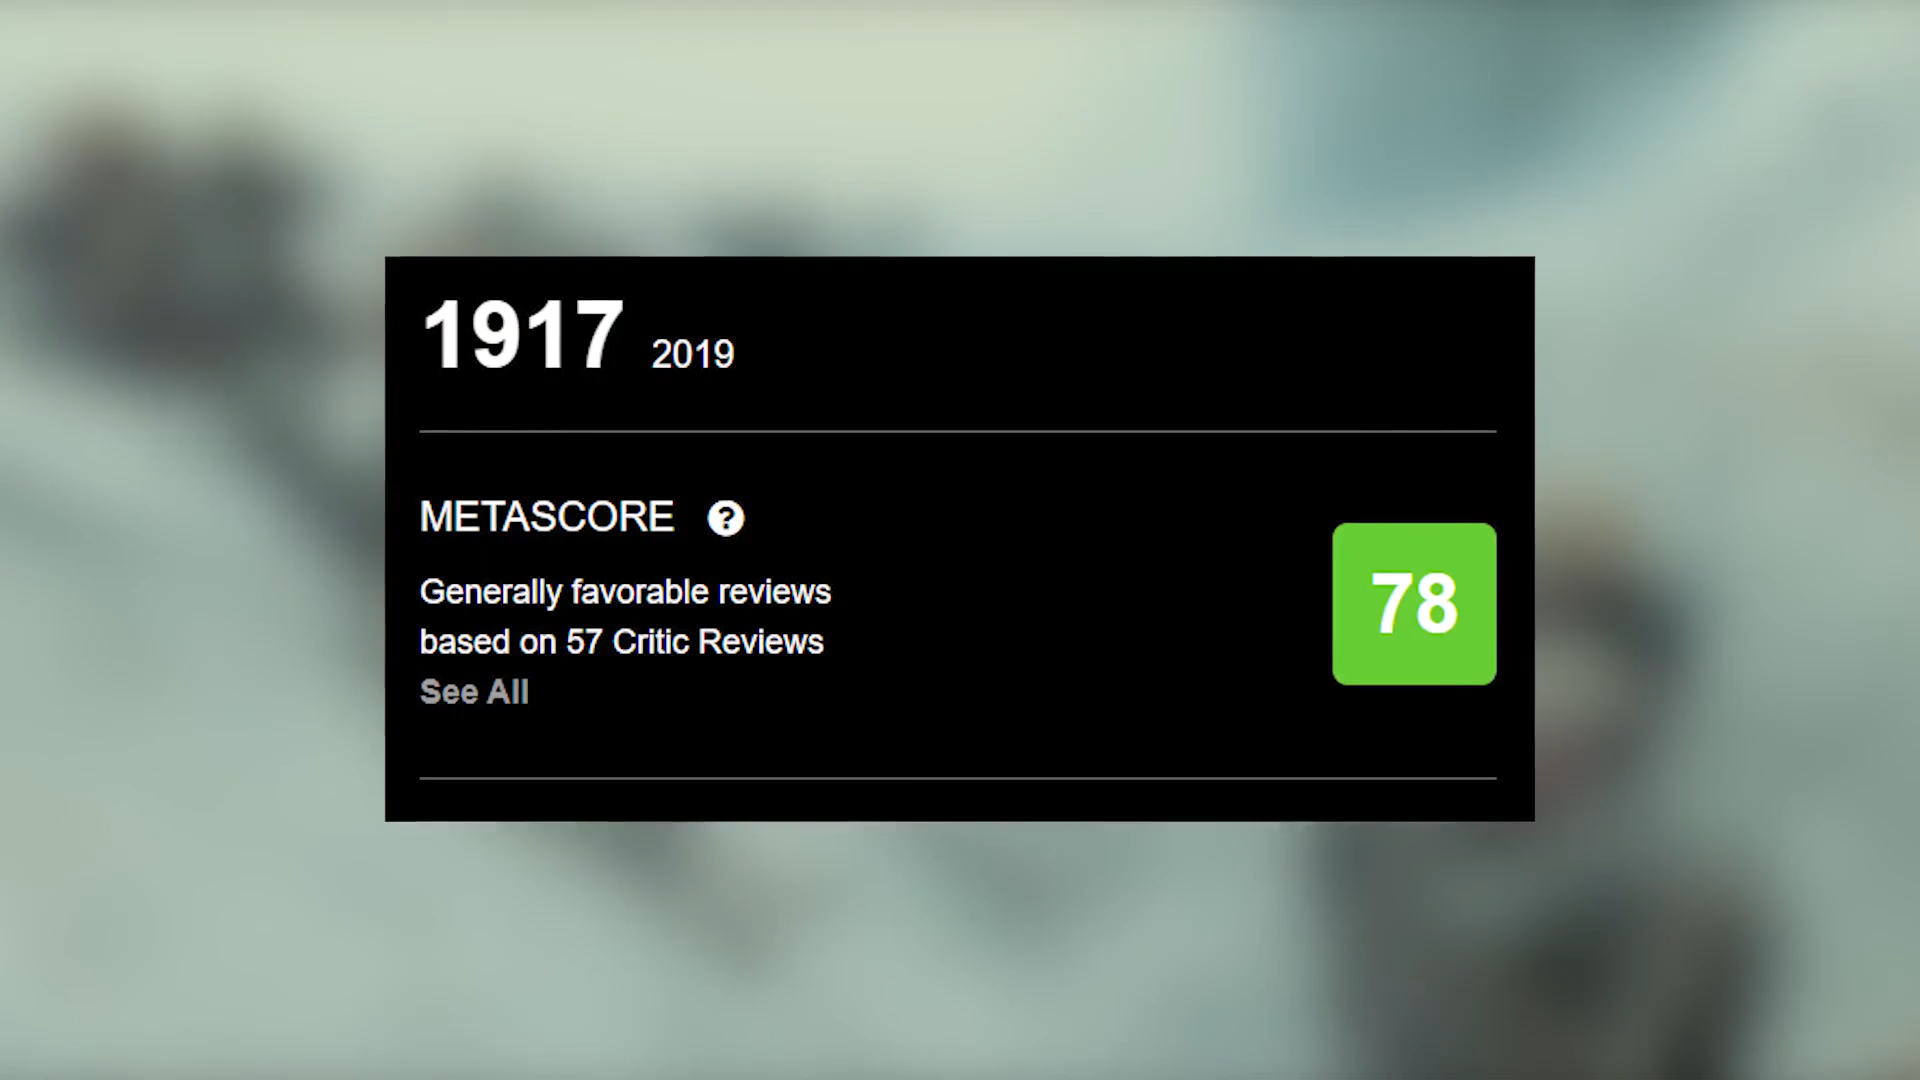 1917 2019
METASCORE ?
Generally favorable reviews
based on 57 Critic Reviews
See All
78